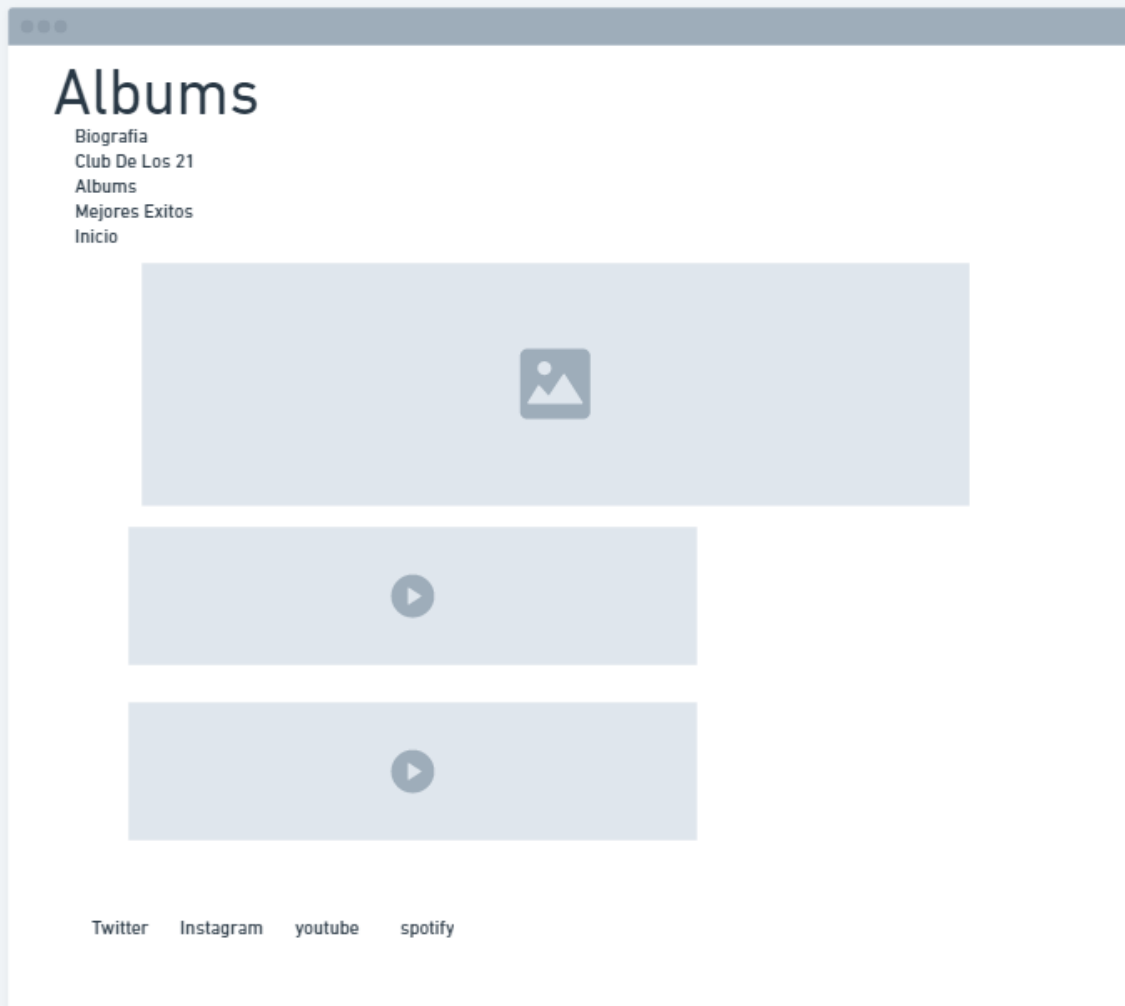 Albums
Biografia
Club De Los 21
Albums
Mejores Exitos
Inicio
Twitter Instagram youtube spotify